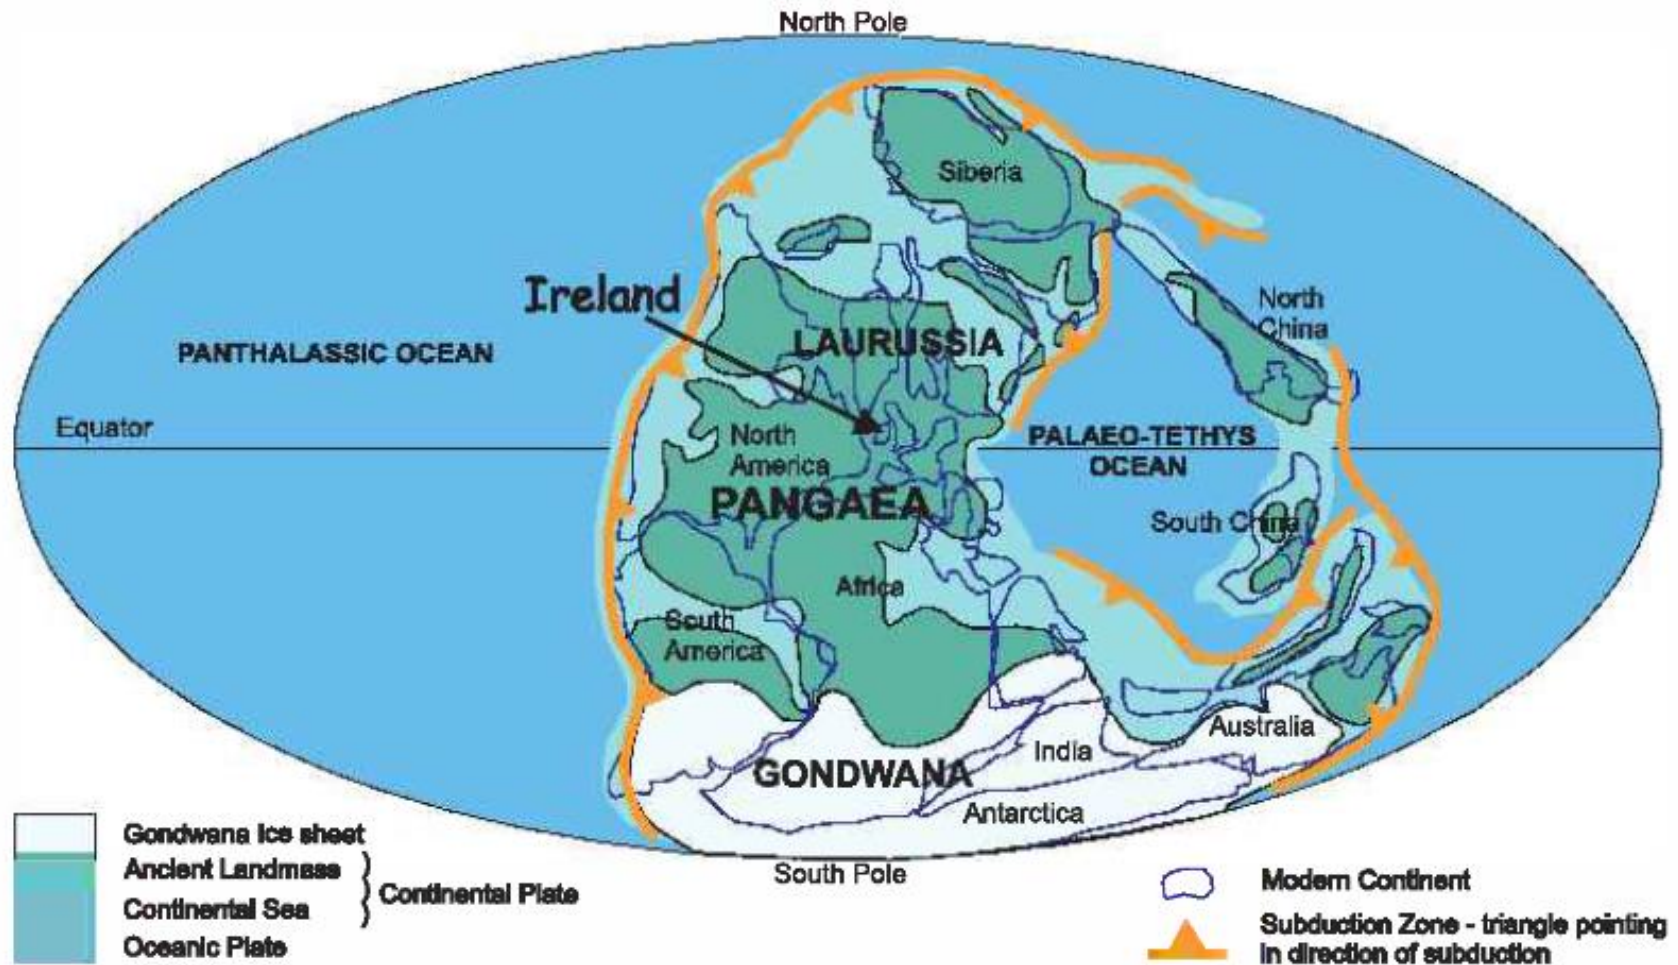 North Pole
Siberia
Ireland
North
China
LAURUSSIA
PANTHALASSIC OCEAN
Equator
North
America
PALAEO-TETHYS
OCEAN
PANGAEA
South China
Africa
South
America
Australia
India
GONDWANA
Antarctica
South Pole
Gondwana Ice sheet
Ancient Landmass
Continental Sea
Continental Plate
Oceanic Plate
Modern Continent
Subduction Zone - triangle pointing
in direction of subduction